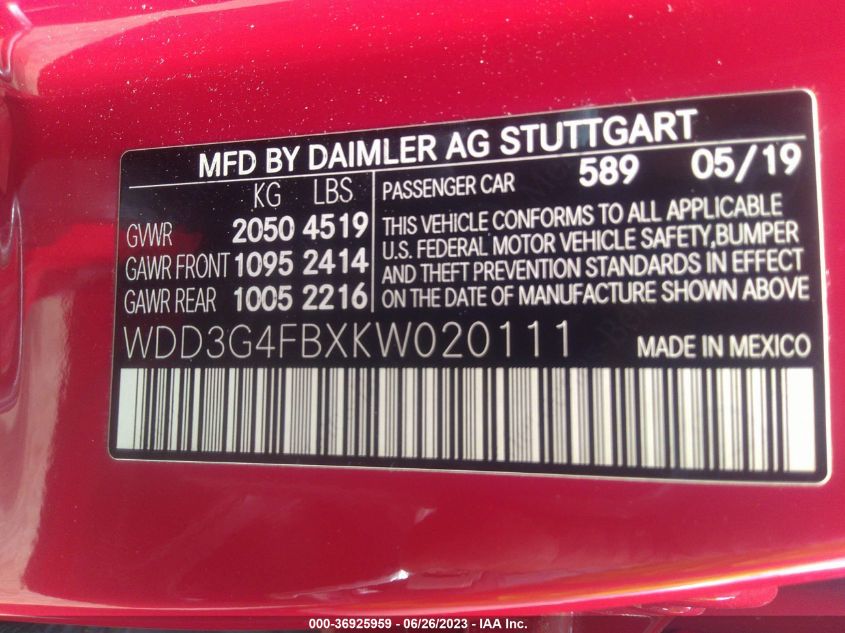 MFD BY DAIMLER AG STUTTGART
KG LBS
GVWR 2050 4519
GAWR FRONT 1095 2414
GAWR REAR 1005 2216
PASSENGER CAR 589 05/19
THIS VEHICLE CONFORMS TO ALL APPLICABLE
U.S. FEDERAL MOTOR VEHICLE SAFETY,BUMPER
AND THEFT PREVENTION STANDARDS IN EFFECT
ON THE DATE OF MANUFACTURE SHOWN ABOVE
WDD3G4FBXKW020111 MADE IN MEXICO
000-36925959 - 06/26/2023 - IAA Inc.